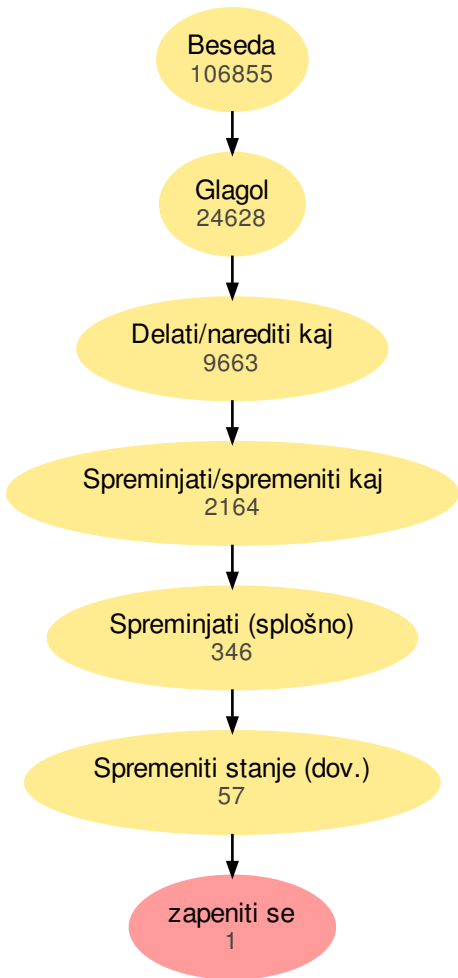 Beseda
106855
Glagol
24628
Delati/narediti kaj
9663
Spreminjati/spremeniti kaj
2164
Spreminjati (splošno)
346
Spremeniti stanje (dov.)
57
zapeniti se
1